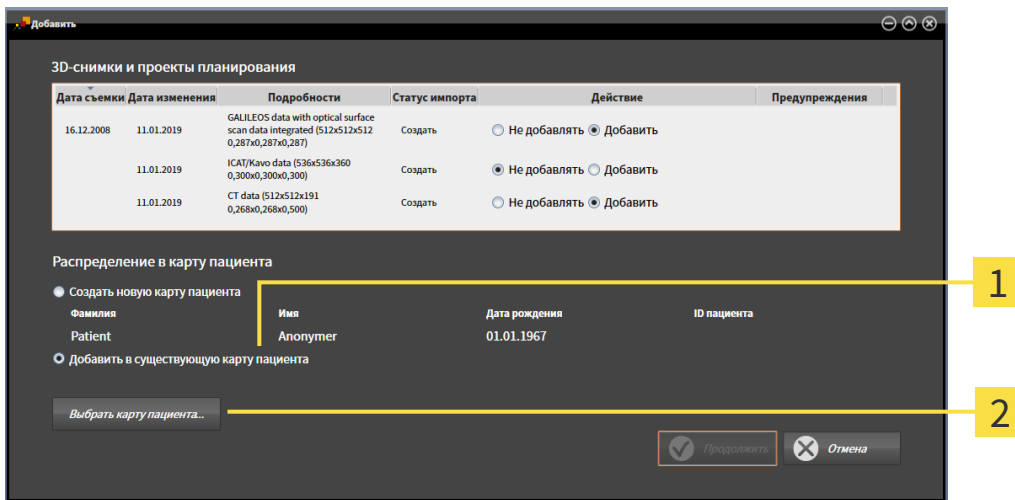 Добавить
3D-снимки и проекты планирования
Дата съемки Дата изменения Подробности Статус импорта Действие Предупреждения
GALILEOS data with optical surface
16.12.2008 11.01.2019 scan data integrated (512x512x512 Создать Не добавлять Добавить
0,287x0,287x0,287)
ICAT/Kavo data (536x536x360
11.01.2019 Создать Не добавлять Добавить
0,300x0,300x0,300)
CT data (512x512x191
11.01.2019 Создать Не добавлять Добавить
0,268x0,268x0,500)
Распределение в карту пациента
Создать новую карту пациента
1
Фамилия Имя Дата рождения ID пациента
Patient Anonymer 01.01.1967
Добавить в существующую карту пациента
Выбрать карту пациента...
2
Продолжить Отмена